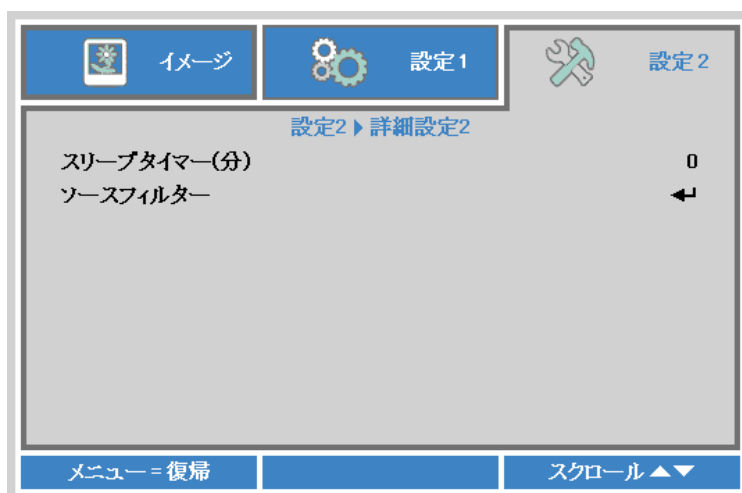 イメージ
設定1
設定2
設定2▶詳細設定2
スリープタイマー(分) 0
ソースフィルター ↵
メニュー=復帰
スクロール▲▼